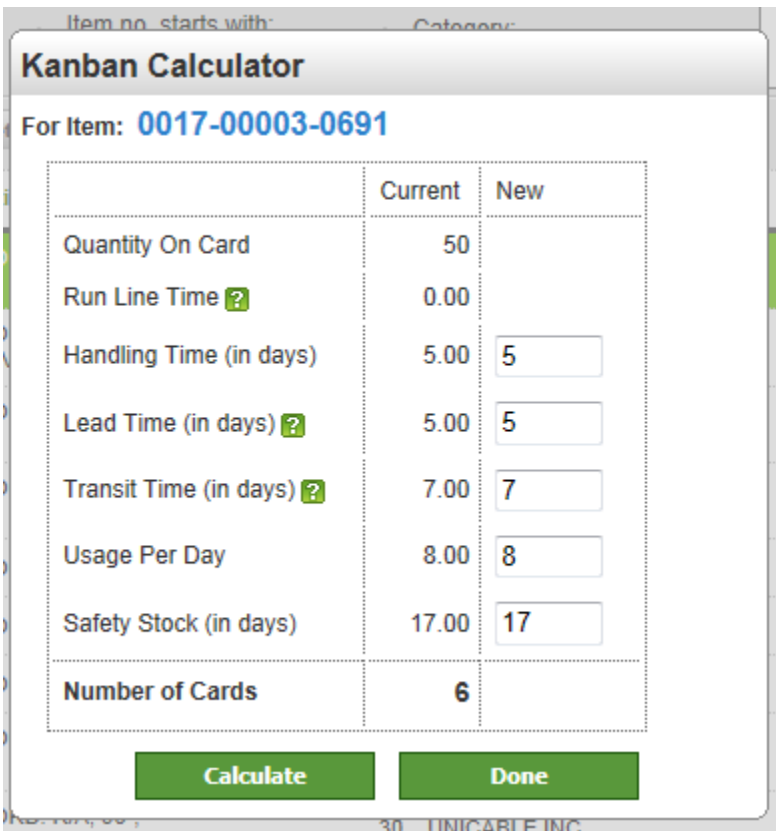 Item no. starts with: Category:
Kanban Calculator
For Item: 0017-00003-0691
Current New
Quantity On Card 50
Run Line Time ? 0.00
Handling Time (in days) 5.00 5
Lead Time (in days) ? 5.00 5
Transit Time (in days) ? 7.00 7
Usage Per Day 8.00 8
Safety Stock (in days) 17.00 17
Number of Cards 6
Calculate Done
30 UNICABLE INC